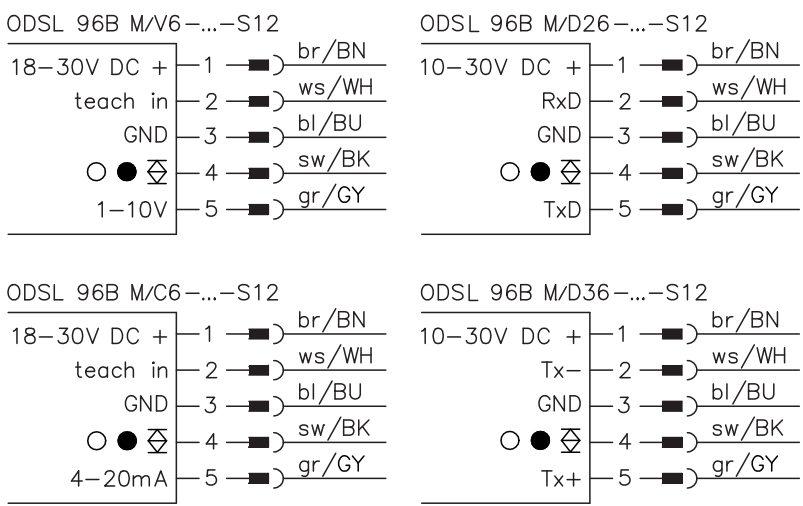 ODSL 96B M/V6-...-S12
18-30V DC + 1 br/BN
teach in 2 ws/WH
GND 3 bl/BU
4 sw/BK
1-10V 5 gr/GY
ODSL 96B M/D26-...-S12
10-30V DC + 1 br/BN
RxD 2 ws/WH
GND 3 bl/BU
4 sw/BK
TxD 5 gr/GY
ODSL 96B M/C6-...-S12
18-30V DC + 1 br/BN
teach in 2 ws/WH
GND 3 bl/BU
4 sw/BK
4-20mA 5 gr/GY
ODSL 96B M/D36-...-S12
10-30V DC + 1 br/BN
Tx- 2 ws/WH
GND 3 bl/BU
4 sw/BK
Tx+ 5 gr/GY